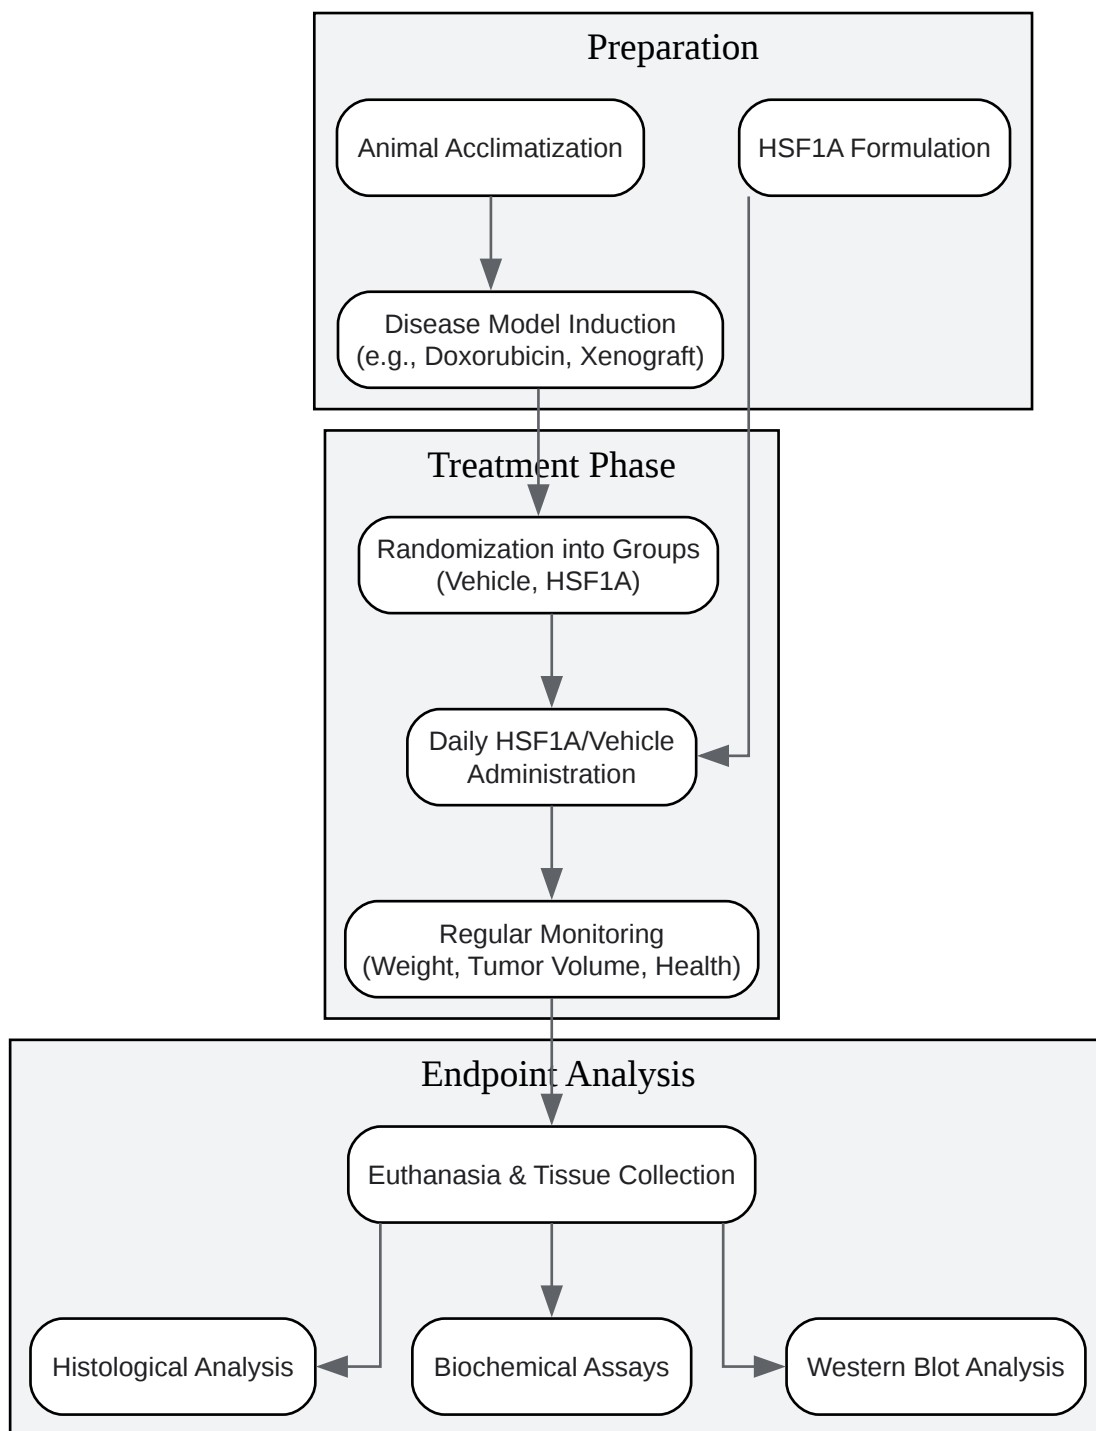 Preparation
Animal Acclimatization
HSF1A Formulation
Disease Model Induction
(e.g., Doxorubicin, Xenograft)
Treatment Phase
Randomization into Groups
(Vehicle, HSF1A)
Daily HSF1A/Vehicle
Administration
Regular Monitoring
(Weight, Tumor Volume, Health)
Endpoint Analysis
Euthanasia & Tissue Collection
Histological Analysis
Biochemical Assays
Western Blot Analysis